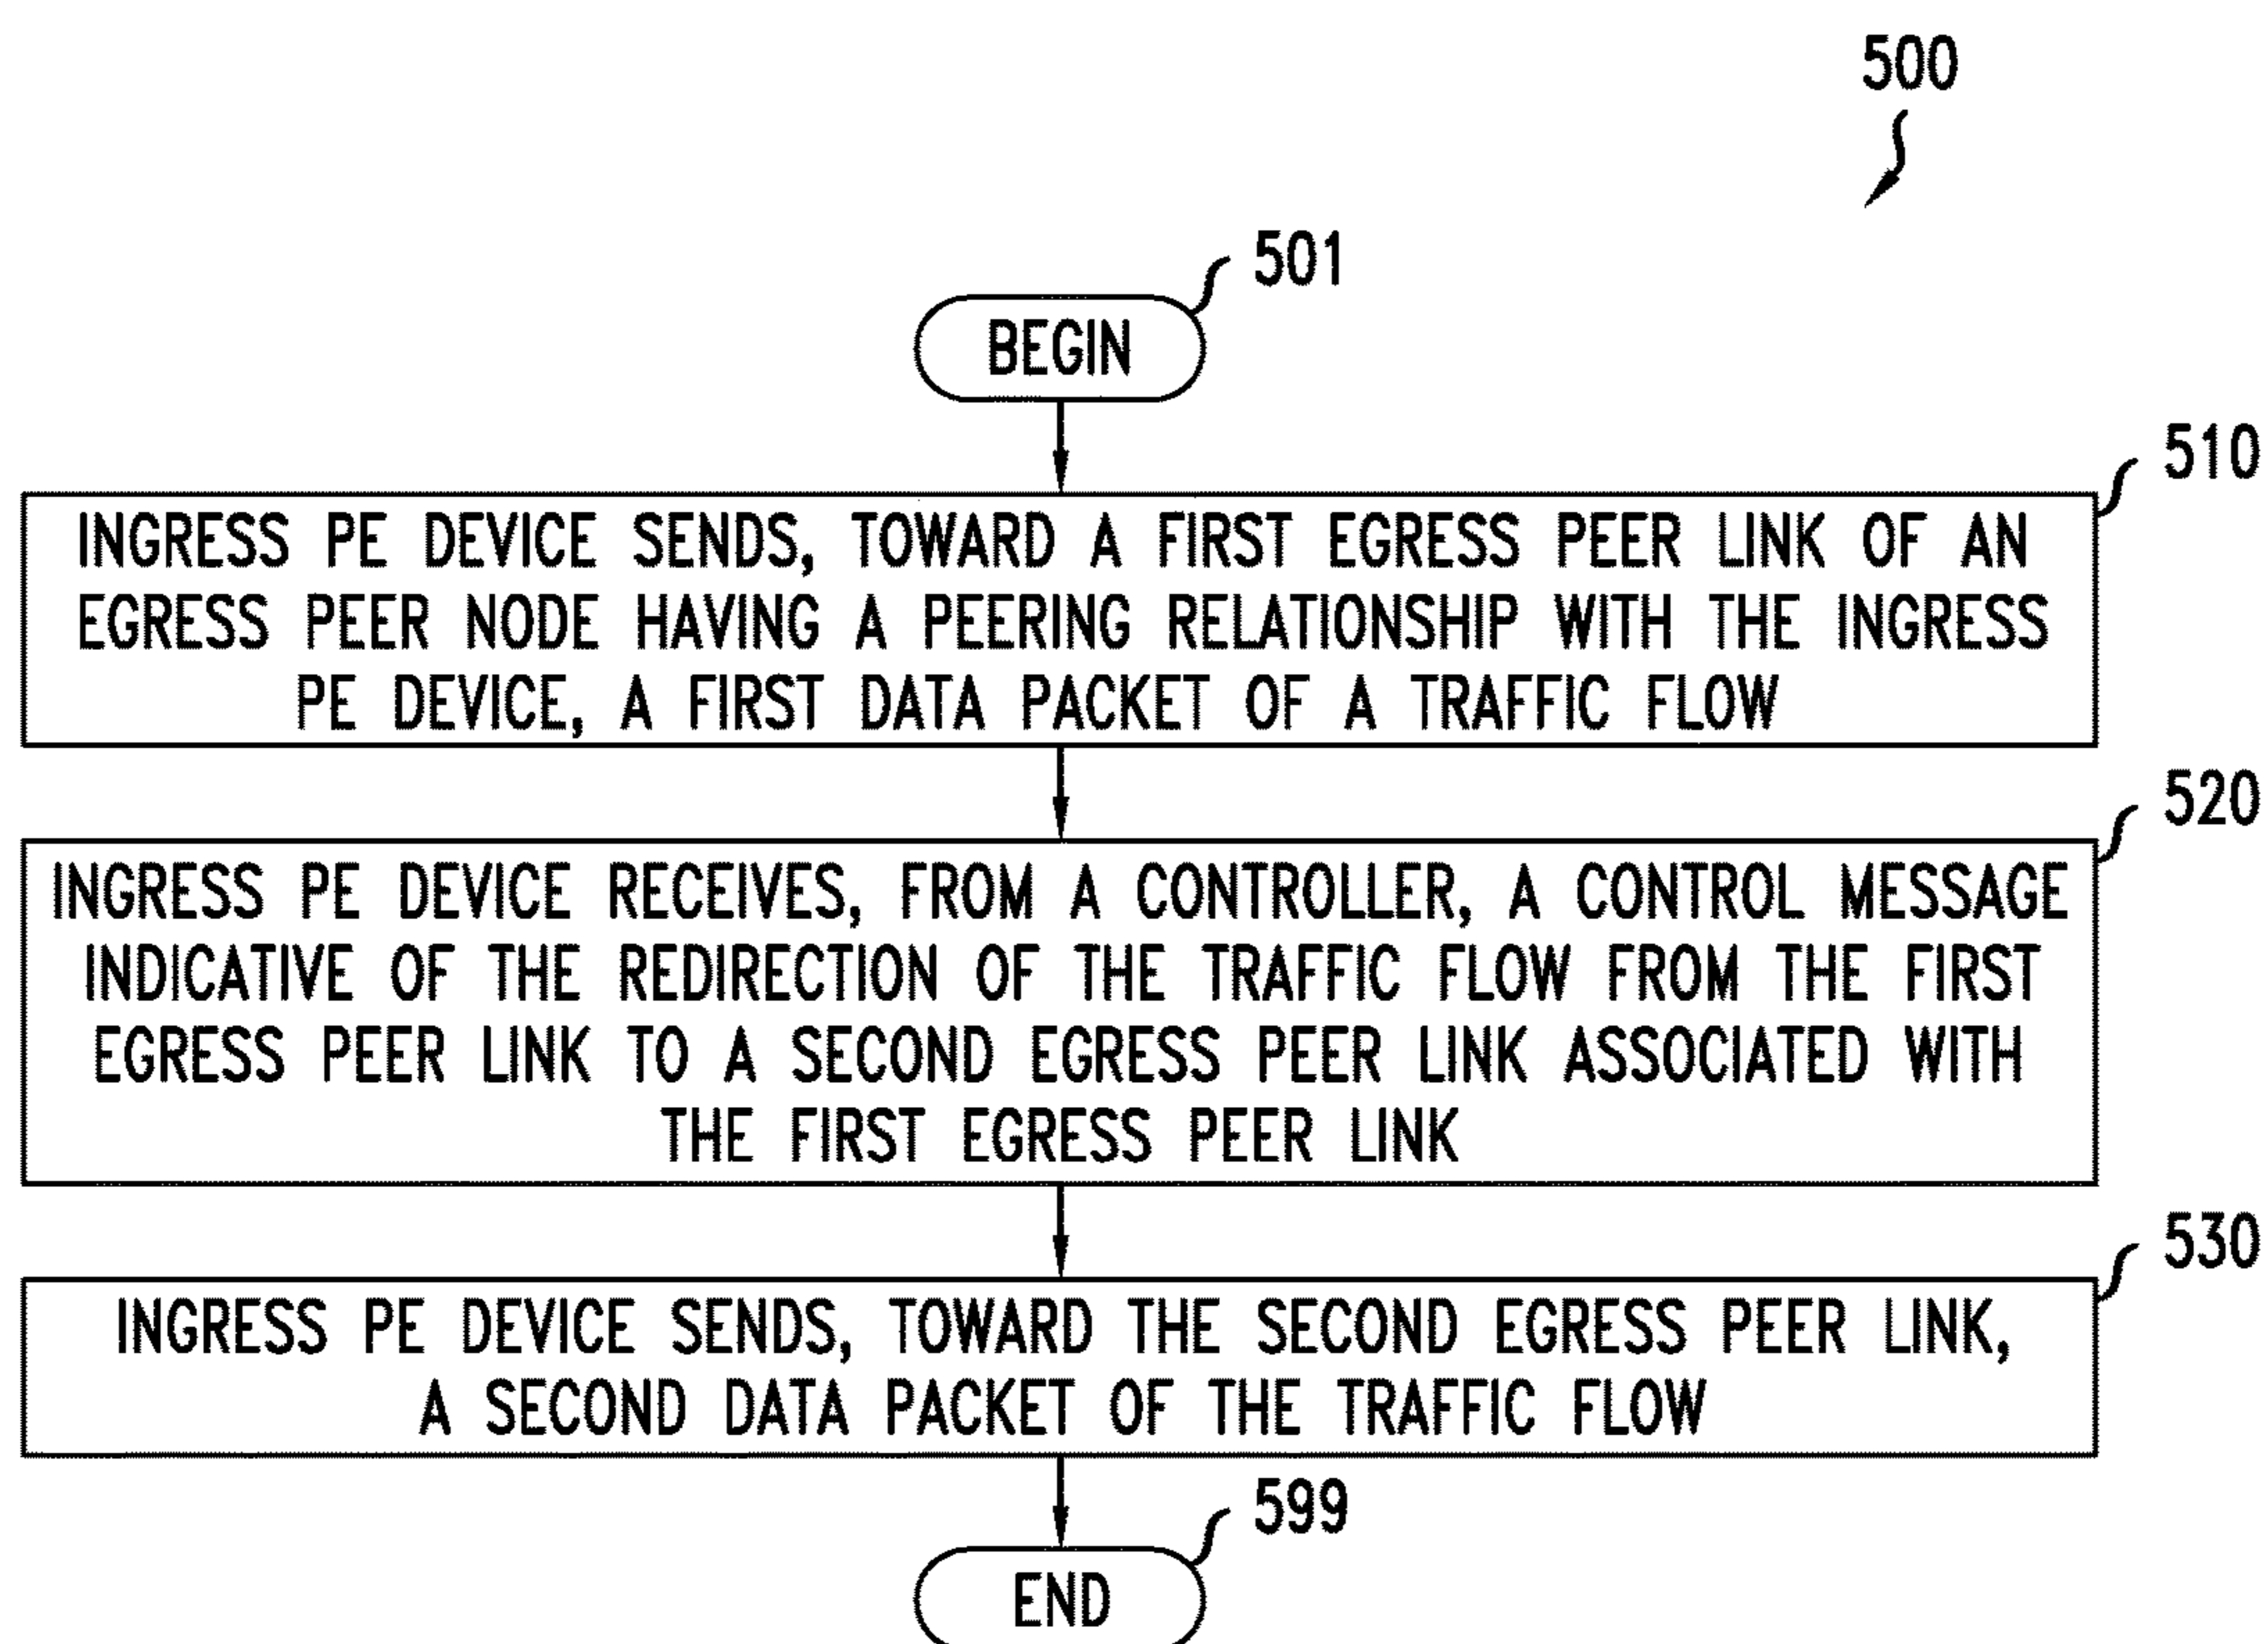 500
501
BEGIN
510
INGRESS PE DEVICE SENDS, TOWARD A FIRST EGRESS PEER LINK OF AN
EGRESS PEER NODE HAVING A PEERING RELATIONSHIP WITH THE INGRESS
PE DEVICE, A FIRST DATA PACKET OF A TRAFFIC FLOW
520
INGRESS PE DEVICE RECEIVES, FROM A CONTROLLER, A CONTROL MESSAGE
INDICATIVE OF THE REDIRECTION OF THE TRAFFIC FLOW FROM THE FIRST
EGRESS PEER LINK TO A SECOND EGRESS PEER LINK ASSOCIATED WITH
THE FIRST EGRESS PEER LINK
530
INGRESS PE DEVICE SENDS, TOWARD THE SECOND EGRESS PEER LINK,
A SECOND DATA PACKET OF THE TRAFFIC FLOW
599
END